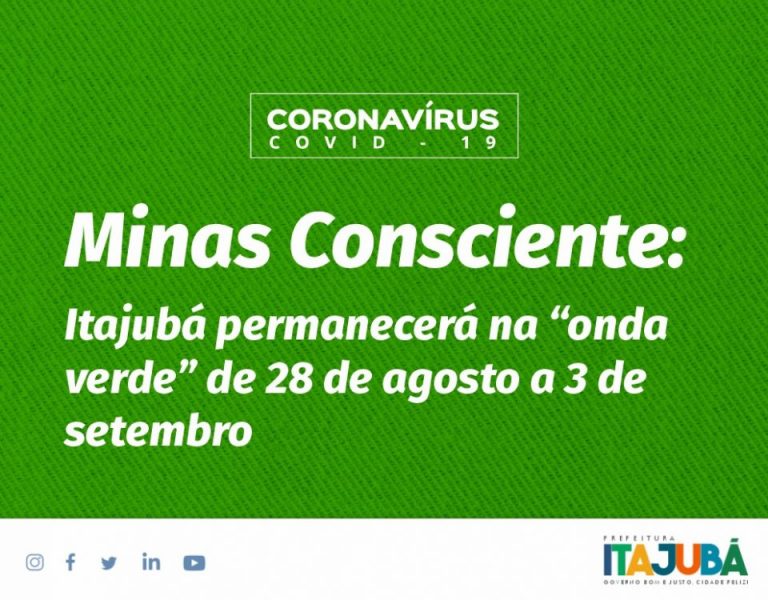 CORONAVÍRUS
COVID - 19
Minas Consciente:
Itajubá permanecerá na “onda
verde” de 28 de agosto a 3 de
setembro
PREFEITURA
ITAJUBÁ
GOVERNO BOM E JUSTO, CIDADE FELIZ!